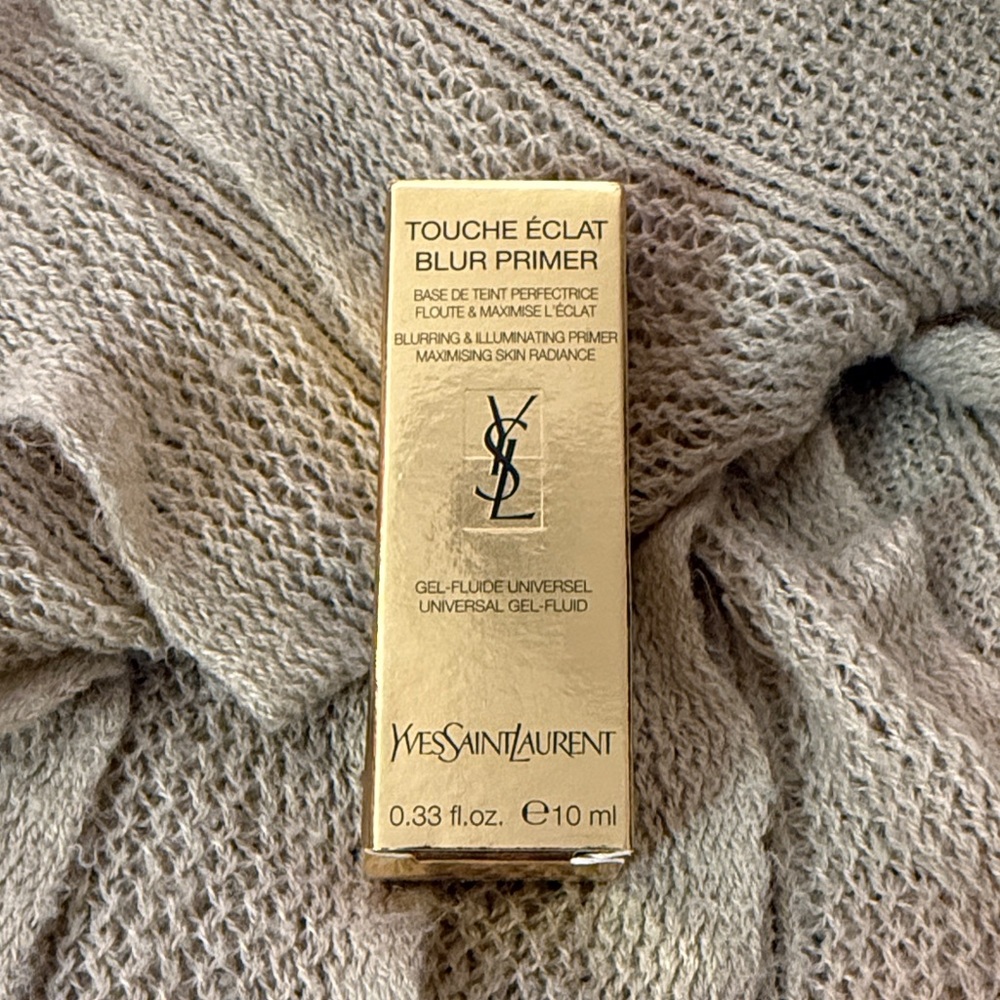 TOUCHE ÉCLAT
BLUR PRIMER
BASE DE TEINT PERFECTRICE
FLOUTE & MAXIMISE L'ÉCLAT
BLURRING & ILLUMINATING PRIMER
MAXIMISING SKIN RADIANCE
YSL
GEL-FLUIDE UNIVERSEL
UNIVERSAL GEL-FLUID
YVESSAINTLAURENT
0.33 fl.oz. ℮10 ml